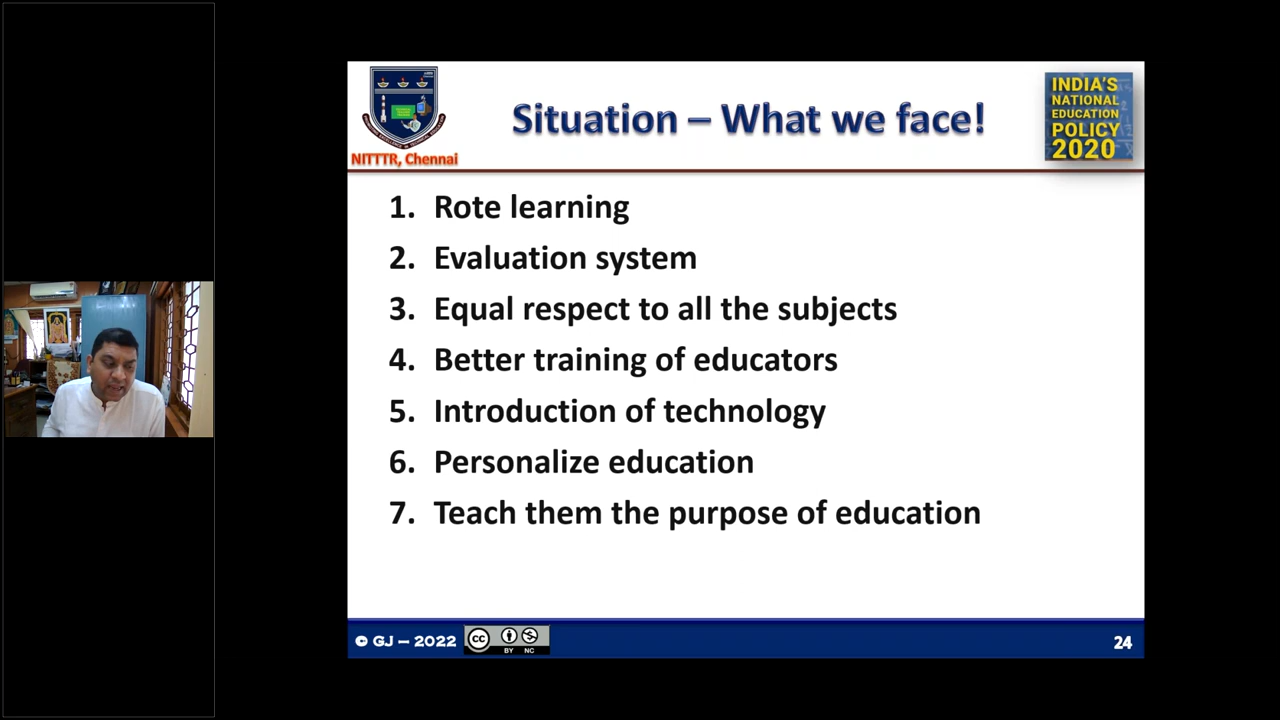 NITTTR, Chennai
Situation – What we face!
INDIA'S
NATIONAL
EDUCATION
POLICY
2020
1. Rote learning
2. Evaluation system
3. Equal respect to all the subjects
4. Better training of educators
5. Introduction of technology
6. Personalize education
7. Teach them the purpose of education
© GJ – 2022
cc
BY NC
24